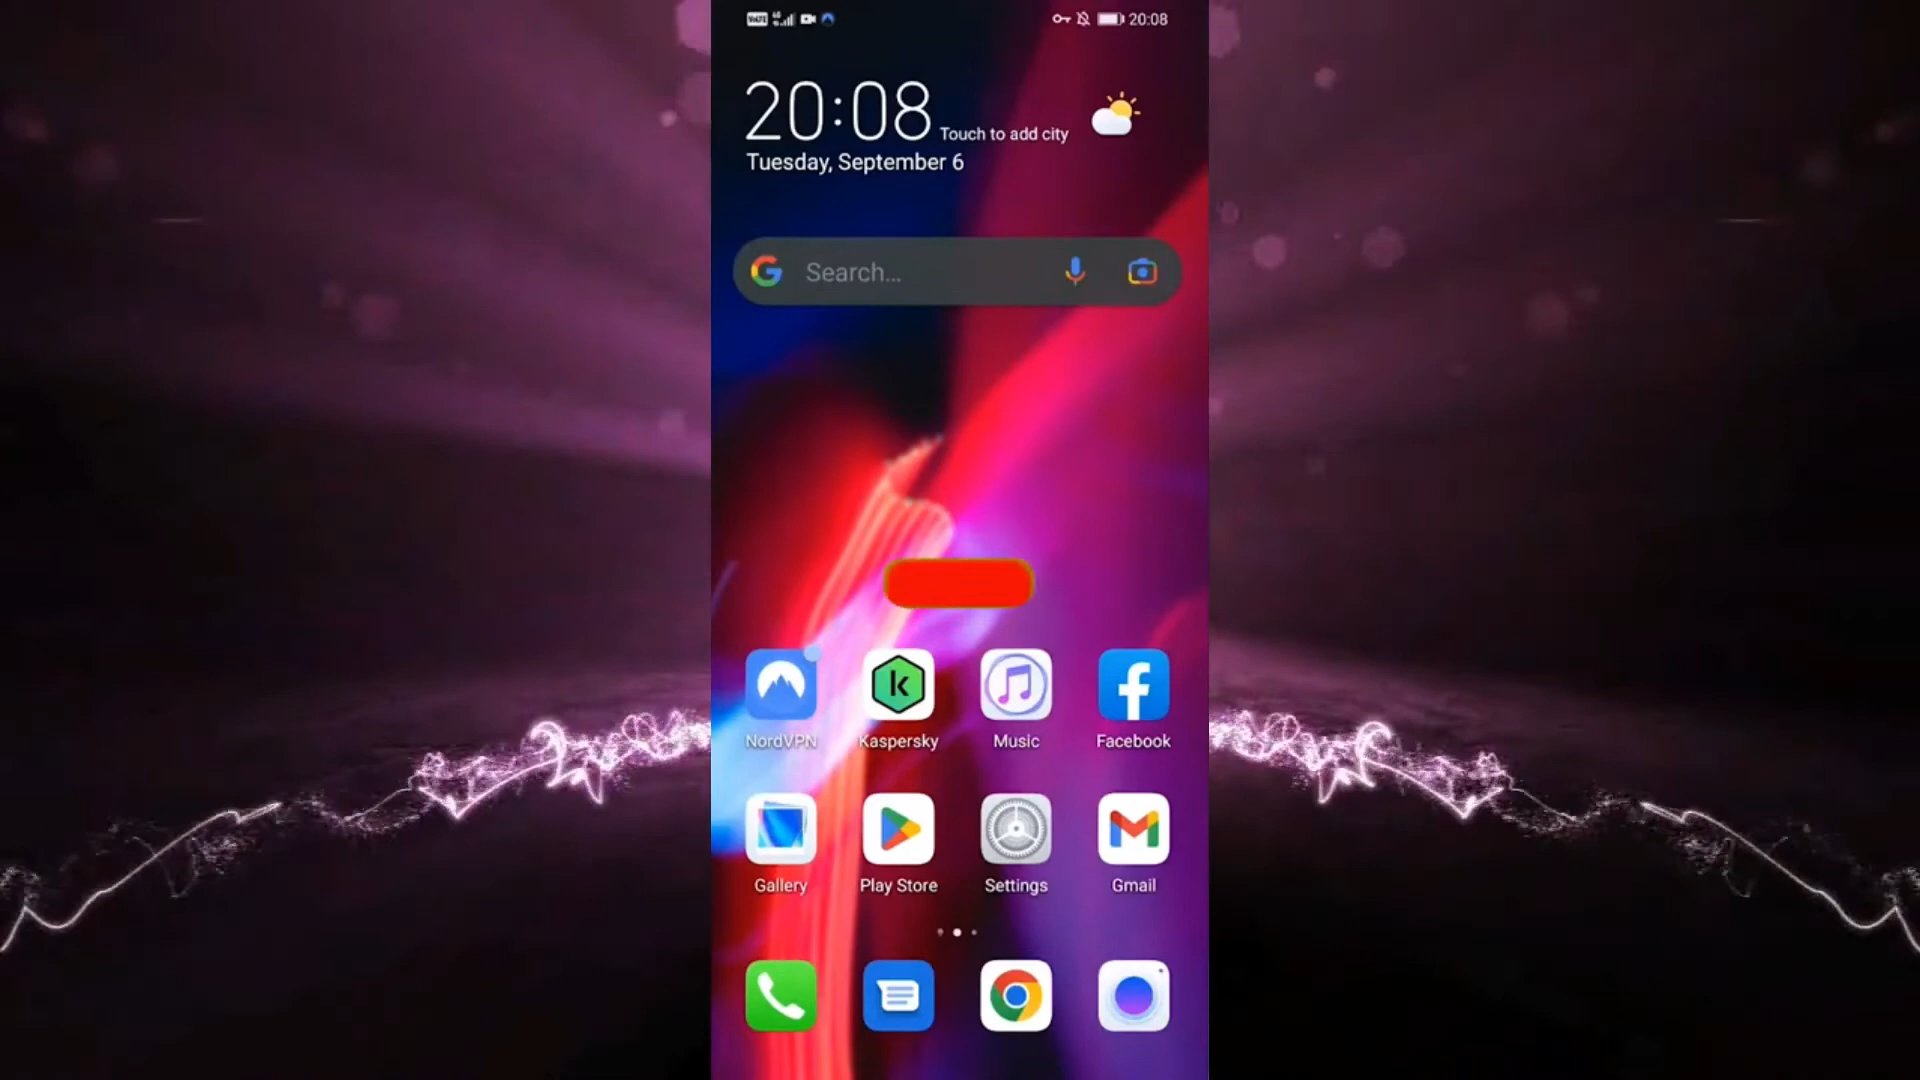 20:08
20:08
Touch to add city
Tuesday, September 6
Search...
NordVPN
Kaspersky
Music
Facebook
Gallery
Play Store
Settings
Gmail